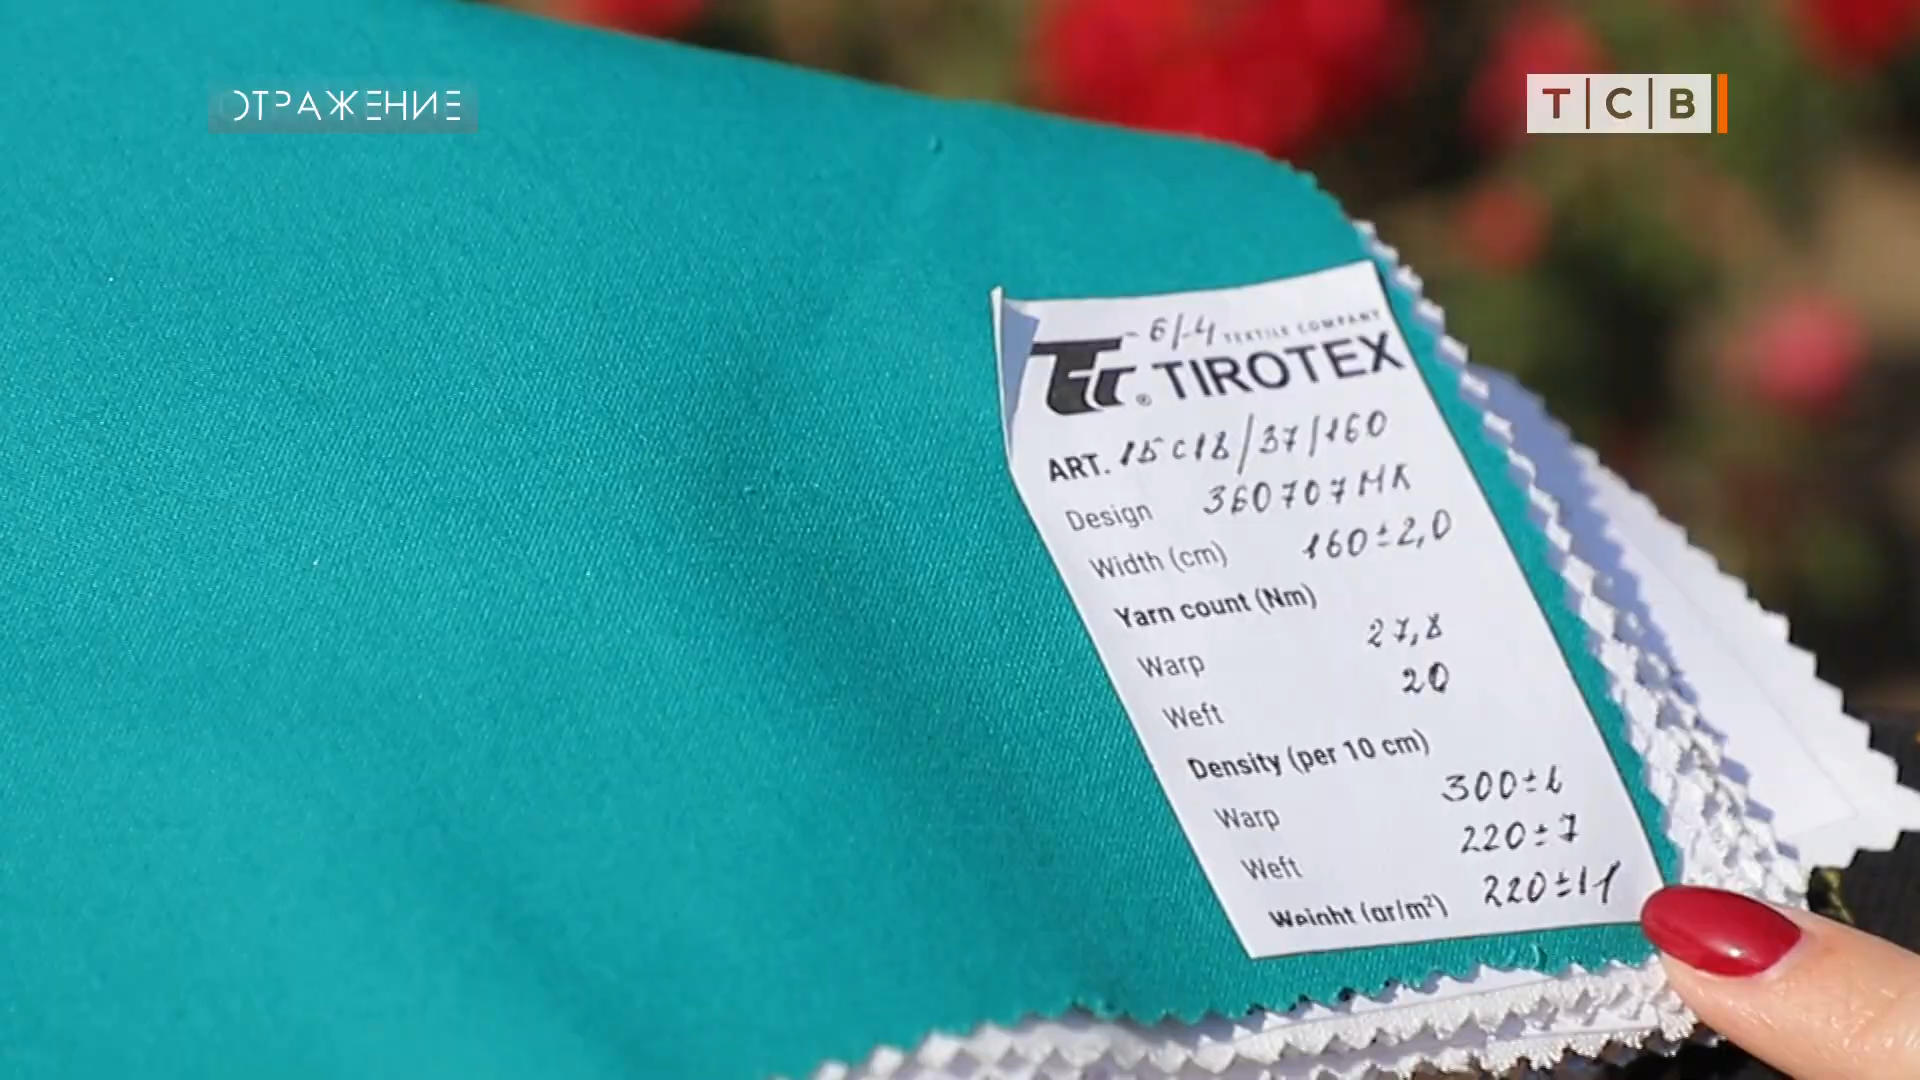 ОТРАЖЕНИЕ
ТСВ
6/-4 TEXTILE COMPANY
TIROTEX
ART. 15с18/37/160
Design 360707МК
Width (cm) 160±2,0
Yarn count (Nm)
Warp 27,8
Weft 20
Density (per 10 cm)
Warp 300±6
Weft 220±7
Weight (gr/m²) 220±11